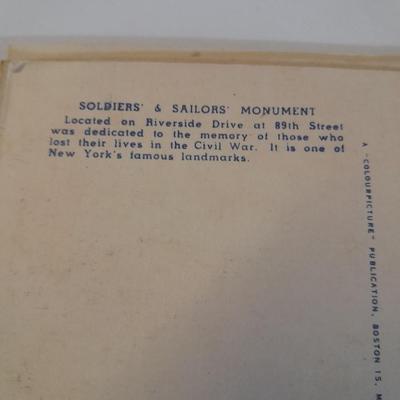 SOLDIERS' & SAILORS' MONUMENT
Located on Riverside Drive at 89th Street
was dedicated to the memory of those who
lost their lives in the Civil War. It is one of
New York's famous landmarks.
A "COLOURPICTURE" PUBLICATION, BOSTON 15, M